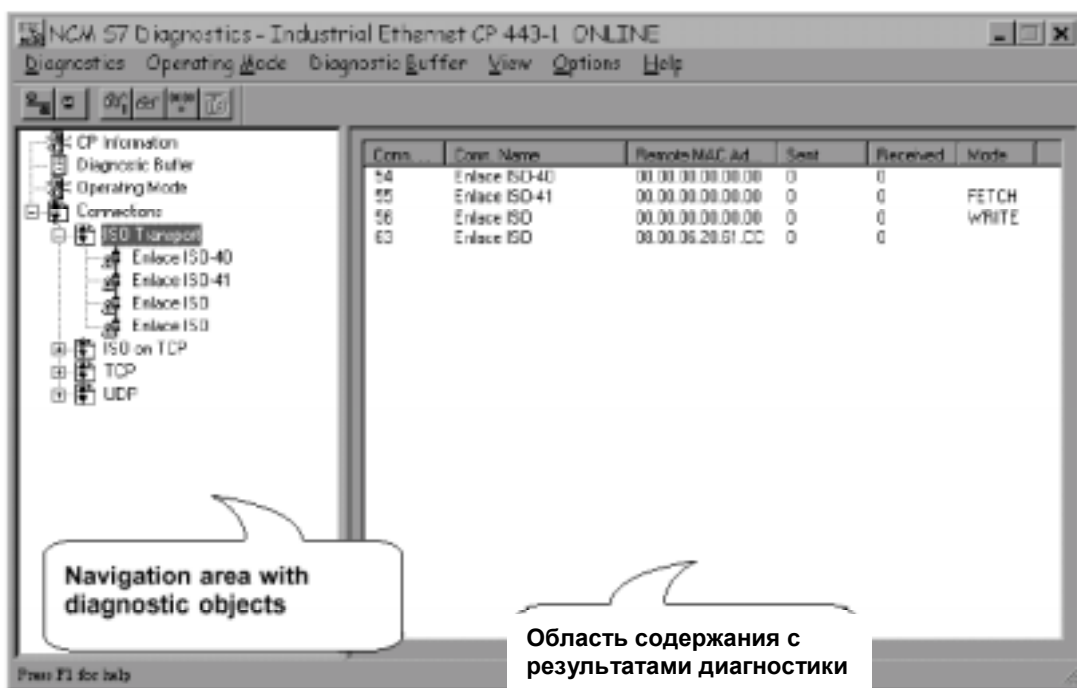 NCM S7 Diagnostics - Industrial Ethernet CP 443-1 ONLINE
Diagnostics Operating Mode Diagnostic Buffer View Options Help
CP Information
Diagnostic Buffer
Operating Mode
Connections
ISO Transport
Enlace ISO-40
Enlace ISO-41
Enlace ISO
Enlace ISO
ISO on TCP
TCP
UDP
Conn... Conn. Name Remote MAC Ad... Sent Received Mode
54 Enlace ISO-40 00.00.00.00.00.00 0 0
55 Enlace ISO-41 00.00.00.00.00.00 0 0 FETCH
56 Enlace ISO 00.00.00.00.00.00 0 0 WRITE
63 Enlace ISO 08.00.06.20.61.CC 0 0
Navigation area with
diagnostic objects
Область содержания с
результатами диагностики
Press F1 for help